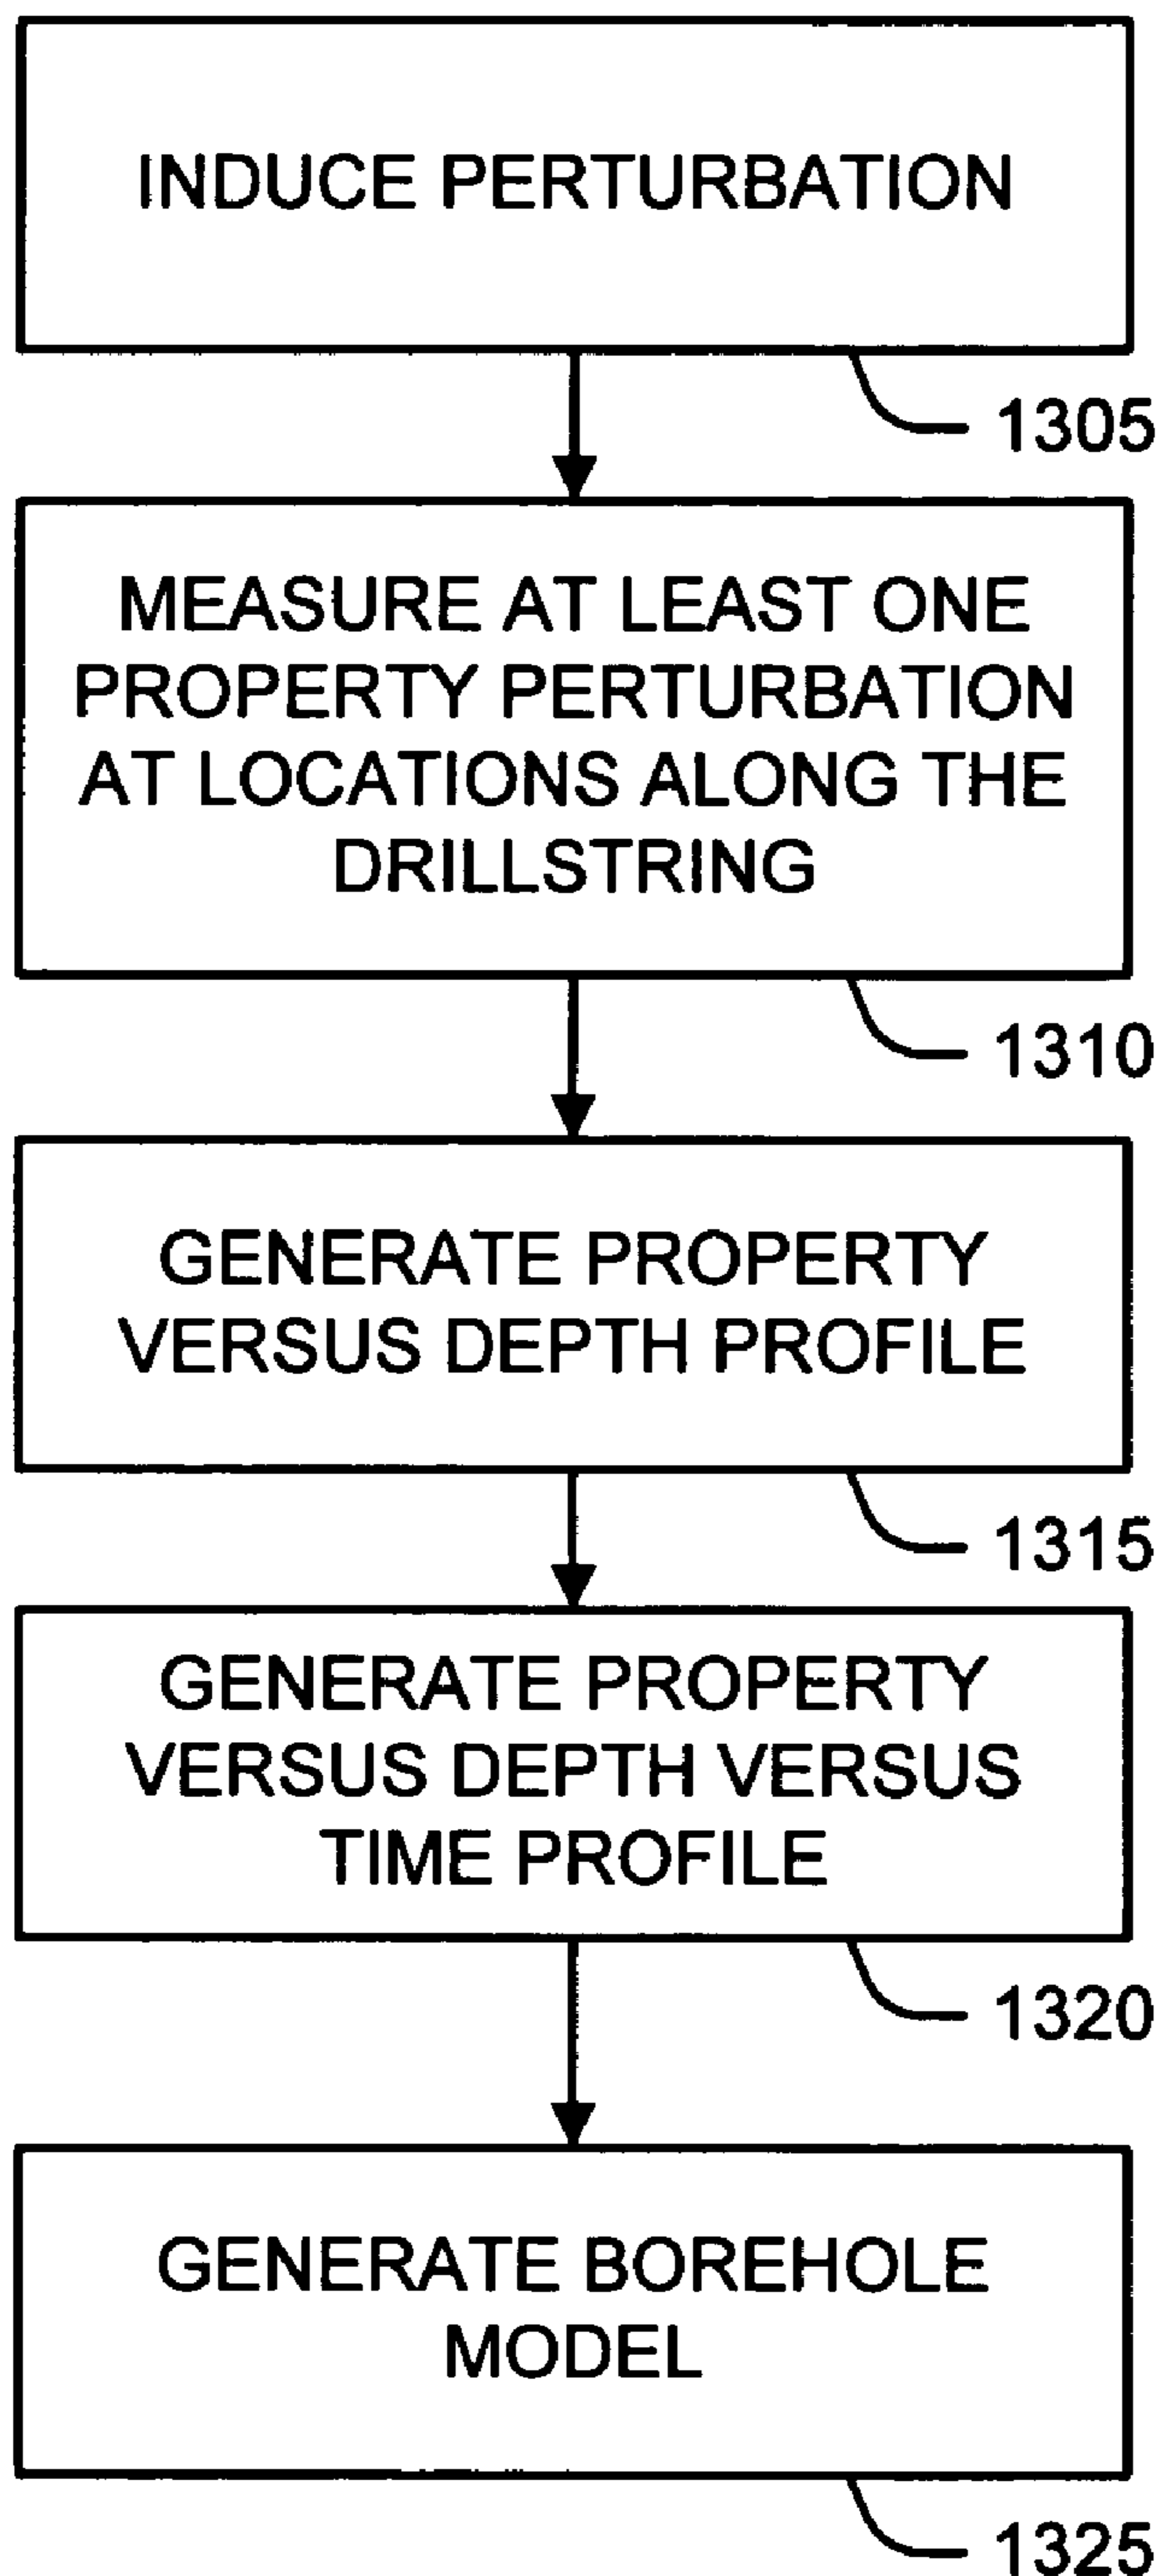 INDUCE PERTURBATION
1305
MEASURE AT LEAST ONE
PROPERTY PERTURBATION
AT LOCATIONS ALONG THE
DRILLSTRING
1310
GENERATE PROPERTY
VERSUS DEPTH PROFILE
1315
GENERATE PROPERTY
VERSUS DEPTH VERSUS
TIME PROFILE
1320
GENERATE BOREHOLE
MODEL
1325